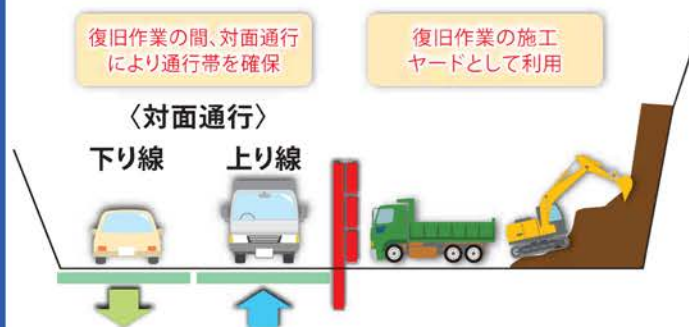 復旧作業の間、対面通行
により通行帯を確保
復旧作業の施工
ヤードとして利用
〈対面通行〉
下り線
上り線